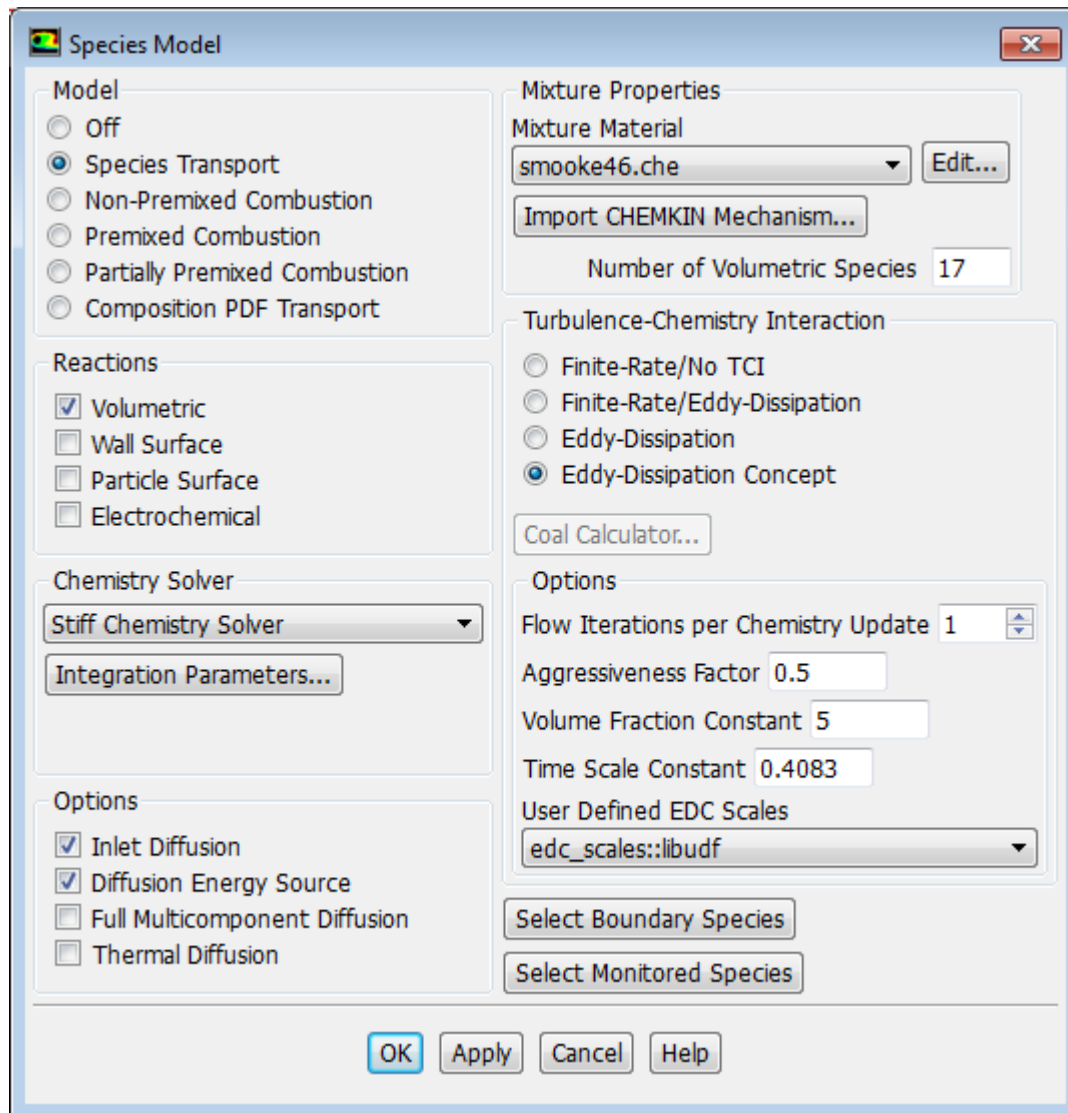 Species Model
Model
Off
Species Transport
Non-Premixed Combustion
Premixed Combustion
Partially Premixed Combustion
Composition PDF Transport
Reactions
Volumetric
Wall Surface
Particle Surface
Electrochemical
Chemistry Solver
Stiff Chemistry Solver
Integration Parameters...
Options
Inlet Diffusion
Diffusion Energy Source
Full Multicomponent Diffusion
Thermal Diffusion
Mixture Properties
Mixture Material
smooke46.che Edit...
Import CHEMKIN Mechanism...
Number of Volumetric Species 17
Turbulence-Chemistry Interaction
Finite-Rate/No TCI
Finite-Rate/Eddy-Dissipation
Eddy-Dissipation
Eddy-Dissipation Concept
Coal Calculator...
Options
Flow Iterations per Chemistry Update 1
Aggressiveness Factor 0.5
Volume Fraction Constant 5
Time Scale Constant 0.4083
User Defined EDC Scales
edc_scales::libudf
Select Boundary Species
Select Monitored Species
OK Apply Cancel Help